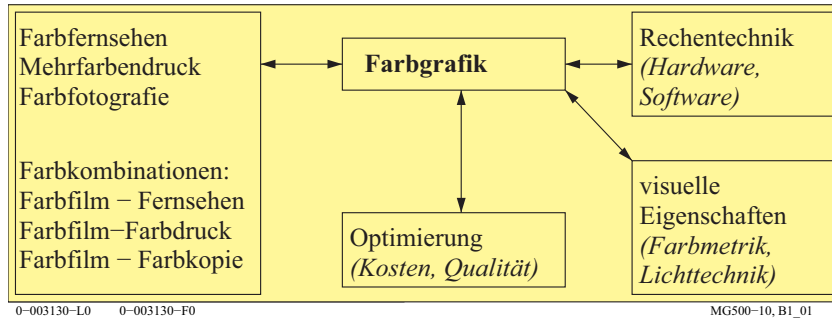 Farbfernsehen
Mehrfarbendruck
Farbfotografie
Farbkombinationen:
Farbfilm − Fernsehen
Farbfilm−Farbdruck
Farbfilm − Farbkopie
Farbgrafik
Optimierung
(Kosten, Qualität)
Rechentechnik
(Hardware,
Software)
visuelle
Eigenschaften
(Farbmetrik,
Lichttechnik)
0−003130−L0 0−003130−F0
MG500−10, B1_01